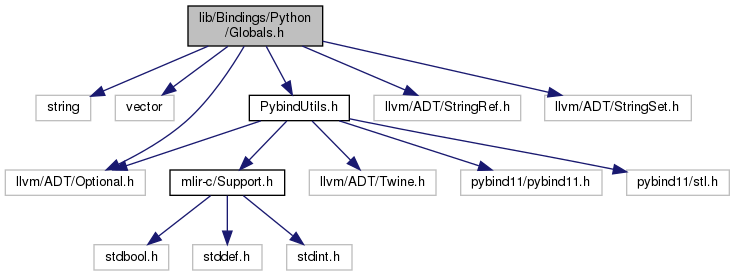 lib/Bindings/Python
/Globals.h
string
vector
PybindUtils.h
llvm/ADT/StringRef.h
llvm/ADT/StringSet.h
llvm/ADT/Optional.h
mlir-c/Support.h
llvm/ADT/Twine.h
pybind11/pybind11.h
pybind11/stl.h
stdbool.h
stddef.h
stdint.h